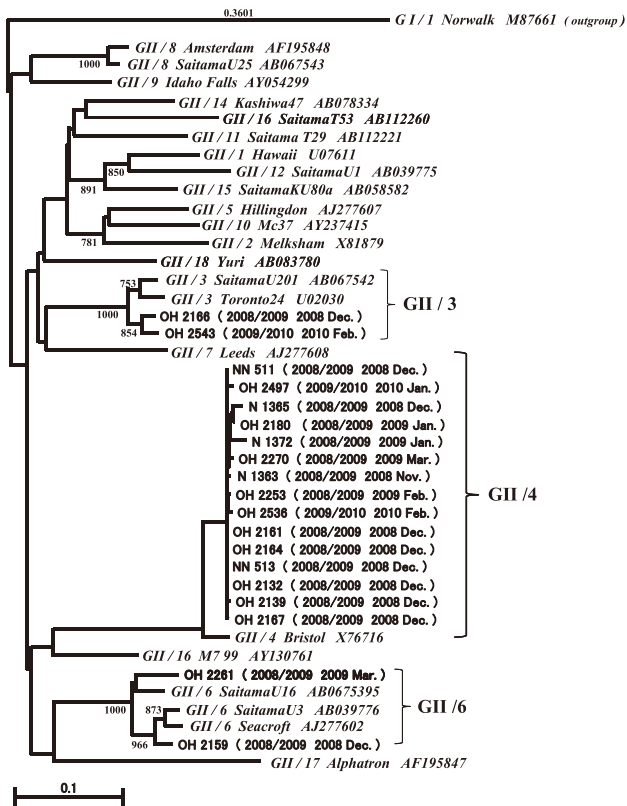 0.3601
G I / 1 Norwalk M87661 (outgroup)
GII / 8 Amsterdam AF195848
1000
GII / 8 SaitamaU25 AB067543
GII / 9 Idaho Falls AY054299
GII / 14 Kashiwa47 AB078334
GII / 16 SaitamaT53 AB112260
GII / 11 Saitama T29 AB112221
GII / 1 Hawaii U07611
850
GII / 12 SaitamaU1 AB039775
891
GII / 15 SaitamaKU80a AB058582
GII / 5 Hillingdon AJ277607
GII / 10 Mc37 AY237415
781
GII / 2 Melksham X81879
GII / 18 Yuri AB083780
753
GII / 3 SaitamaU201 AB067542
GII / 3 Toronto24 U02030
GII / 3
1000
OH 2166 ( 2008/2009 2008 Dec. )
854
OH 2543 ( 2009/2010 2010 Feb. )
GII / 7 Leeds AJ277608
NN 511 ( 2008/2009 2008 Dec. )
OH 2497 ( 2009/2010 2010 Jan. )
N 1365 ( 2008/2009 2008 Dec. )
OH 2180 ( 2008/2009 2009 Jan. )
N 1372 ( 2008/2009 2009 Jan. )
OH 2270 ( 2008/2009 2009 Mar. )
N 1363 ( 2008/2009 2008 Nov. )
OH 2253 ( 2008/2009 2009 Feb. )
GII /4
OH 2536 ( 2009/2010 2010 Feb. )
OH 2161 ( 2008/2009 2008 Dec. )
OH 2164 ( 2008/2009 2008 Dec. )
NN 513 ( 2008/2009 2008 Dec. )
OH 2132 ( 2008/2009 2008 Dec. )
OH 2139 ( 2008/2009 2008 Dec. )
OH 2167 ( 2008/2009 2008 Dec. )
GII / 4 Bristol X76716
GII / 16 M7 99 AY130761
OH 2261 ( 2008/2009 2009 Mar. )
GII / 6 SaitamaU16 AB0675395
1000
873
GII / 6 SaitamaU3 AB039776
GII /6
GII / 6 Seacroft AJ277602
966
OH 2159 ( 2008/2009 2008 Dec. )
GII / 17 Alphatron AF195847
0.1